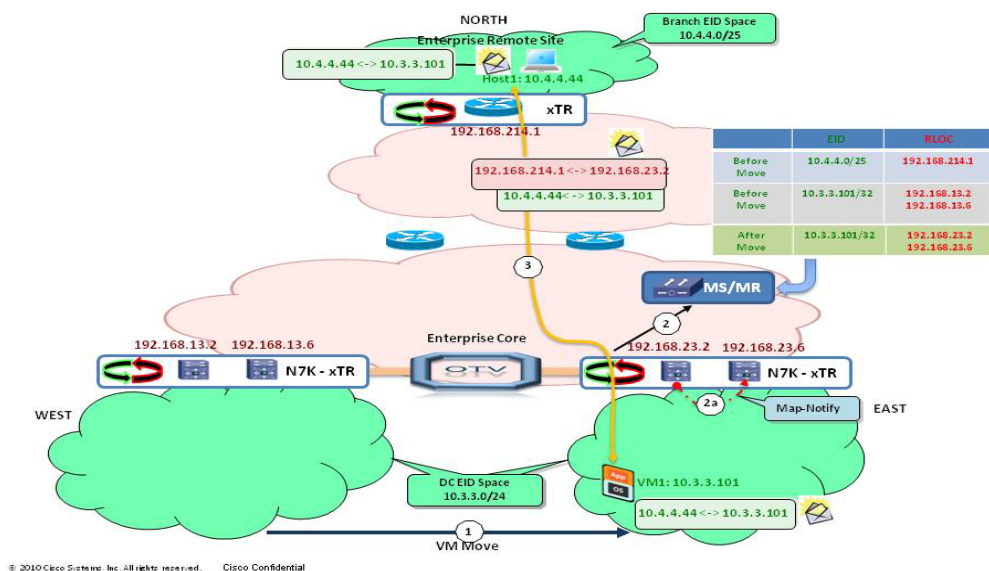 NORTH
Enterprise Remote Site
Branch EID Space
10.4.4.0/25
10.4.4.44 <-> 10.3.3.101
Host1: 10.4.4.44
xTR
192.168.214.1
192.168.214.1 <-> 192.168.23.2
10.4.4.44 <-> 10.3.3.101
EID RLOC
Before Move 10.4.4.0/25 192.168.214.1
Before Move 10.3.3.101/32 192.168.13.2
192.168.13.6
After Move 10.3.3.101/32 192.168.23.2
192.168.23.6
3
MS/MR
2
Enterprise Core
OTV
192.168.13.2 192.168.13.6
N7K - xTR
192.168.23.2 192.168.23.6
N7K - xTR
2a
Map-Notify
WEST
EAST
DC EID Space
10.3.3.0/24
App
OS
VM1: 10.3.3.101
10.4.4.44 <-> 10.3.3.101
1
VM Move
© 2010 Cisco Systems, Inc. All rights reserved. Cisco Confidential